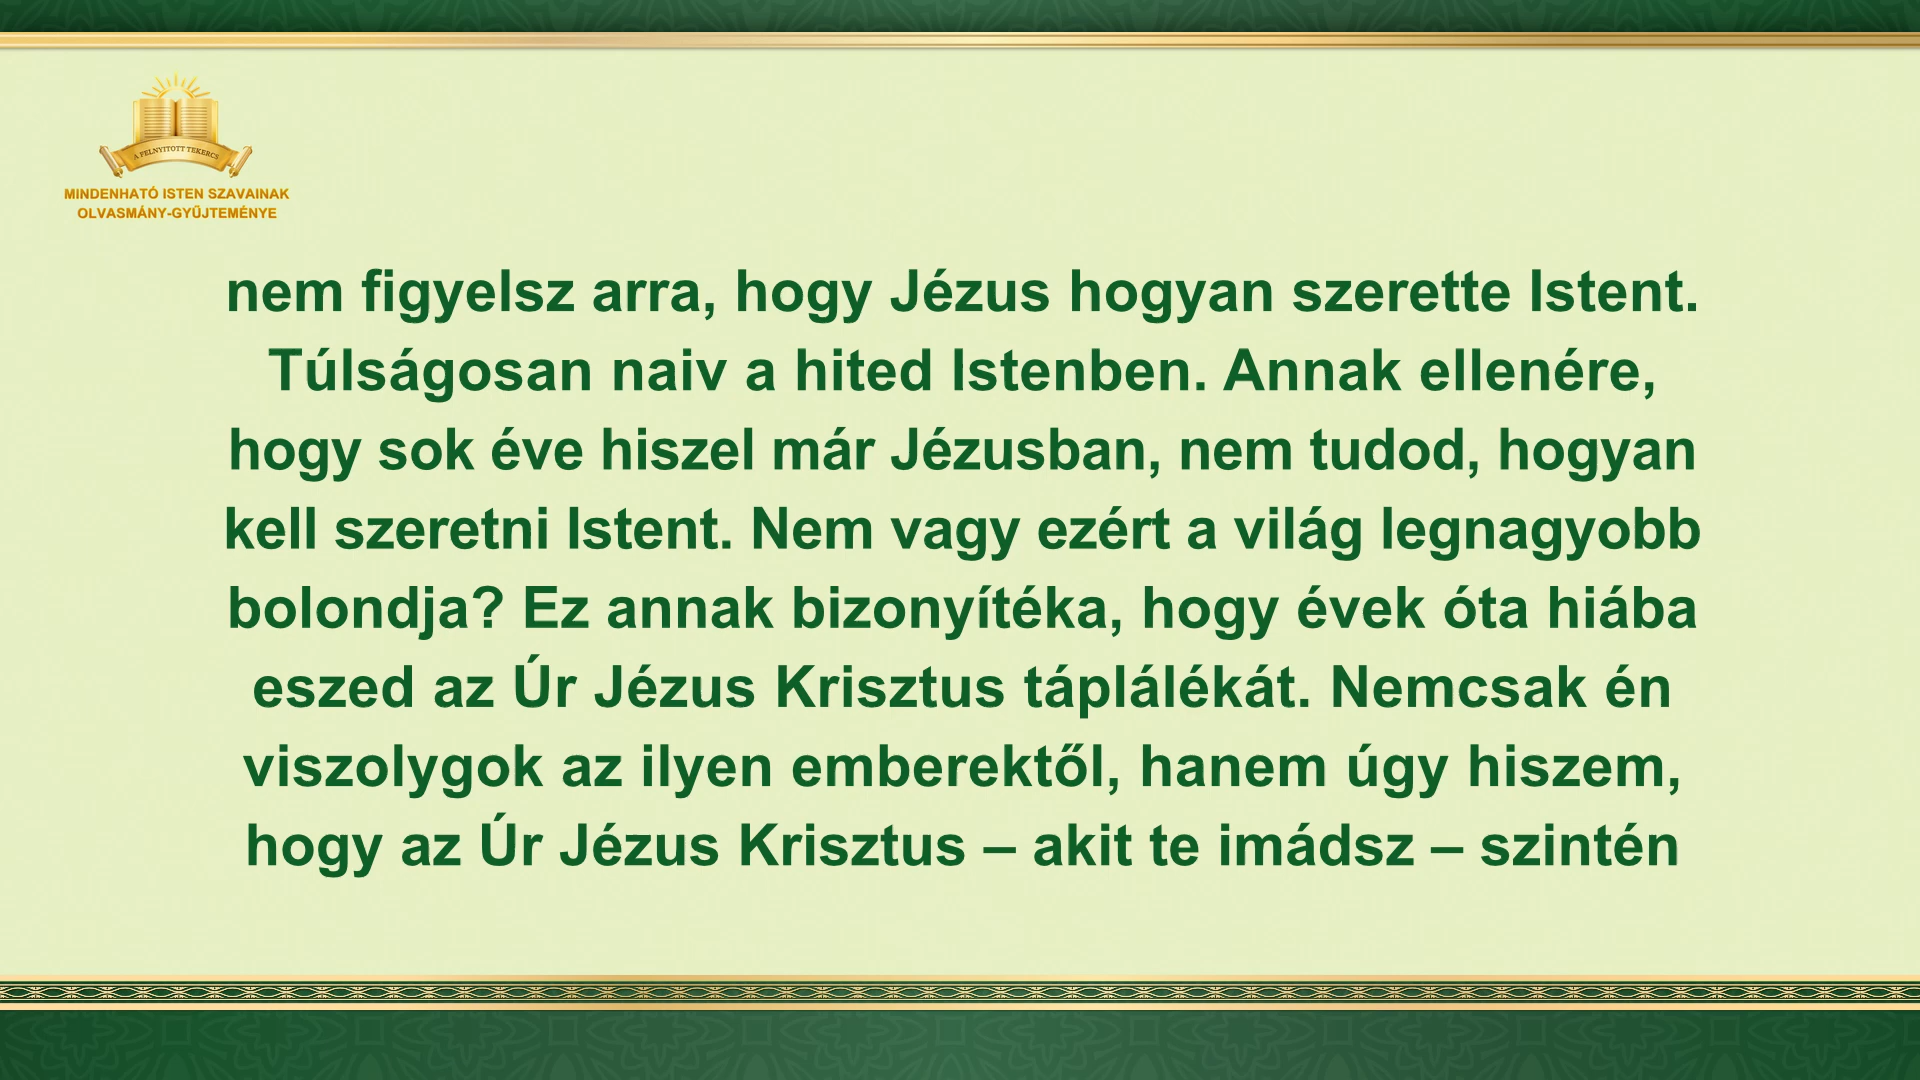 A FELNYITOTT TEKERCS
MINDENHATÓ ISTEN SZAVAINAK
OLVASMÁNY-GYŰJTEMÉNYE
nem figyelsz arra, hogy Jézus hogyan szerette Istent.
Túlságosan naiv a hited Istenben. Annak ellenére,
hogy sok éve hiszel már Jézusban, nem tudod, hogyan
kell szeretni Istent. Nem vagy ezért a világ legnagyobb
bolondja? Ez annak bizonyítéka, hogy évek óta hiába
eszed az Úr Jézus Krisztus táplálékát. Nemcsak én
viszolygok az ilyen emberektől, hanem úgy hiszem,
hogy az Úr Jézus Krisztus – akit te imádsz – szintén